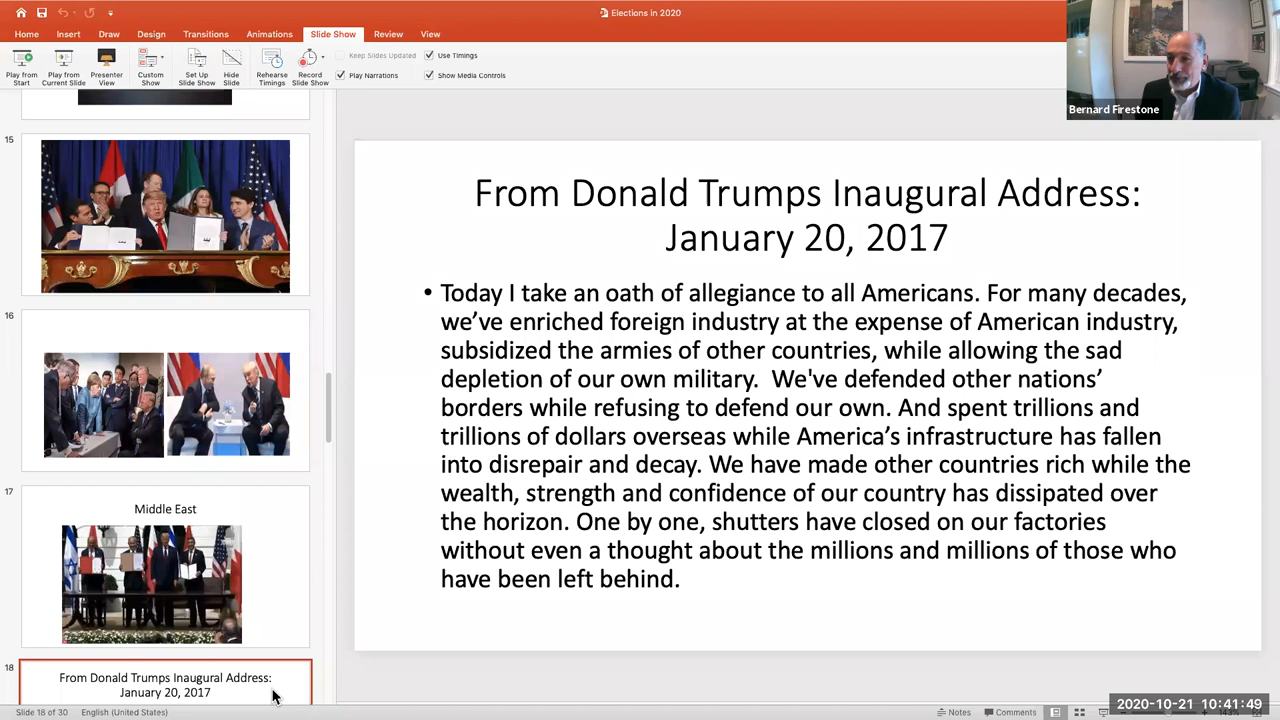 Elections in 2020
Home Insert Draw Design Transitions Animations Slide Show Review View
Play from Start
Play from Current Slide
Presenter View
Custom Show
Set Up Slide Show
Hide Slide
Keep Slides Updated
Rehearse Timings
Record Slide Show
Play Narrations
Use Timings
Show Media Controls
Bernard Firestone
15
16
17
Middle East
18
From Donald Trumps Inaugural Address:
January 20, 2017
From Donald Trumps Inaugural Address:
January 20, 2017
• Today I take an oath of allegiance to all Americans. For many decades,
we’ve enriched foreign industry at the expense of American industry,
subsidized the armies of other countries, while allowing the sad
depletion of our own military.  We've defended other nations’
borders while refusing to defend our own. And spent trillions and
trillions of dollars overseas while America’s infrastructure has fallen
into disrepair and decay. We have made other countries rich while the
wealth, strength and confidence of our country has dissipated over
the horizon. One by one, shutters have closed on our factories
without even a thought about the millions and millions of those who
have been left behind.
Slide 18 of 30 English (United States)
Notes Comments
2020-10-21 10:41:49